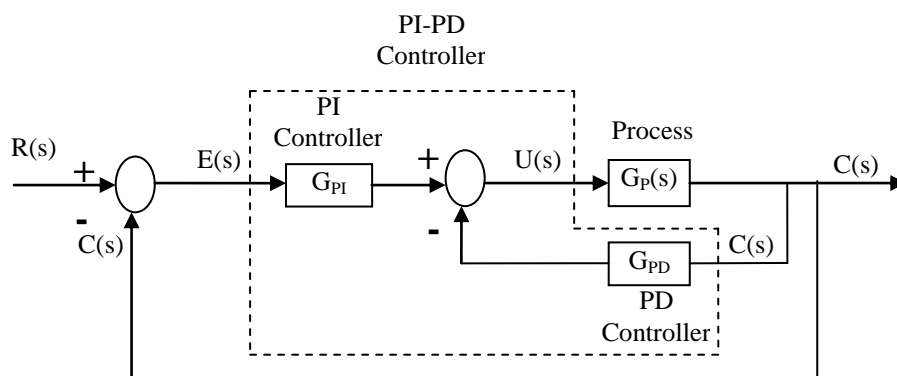 PI-PD
Controller
PI
Controller
Process
R(s)
+
-
C(s)
E(s)
G_PI
+
-
U(s)
G_P(s)
C(s)
G_PD
C(s)
PD
Controller